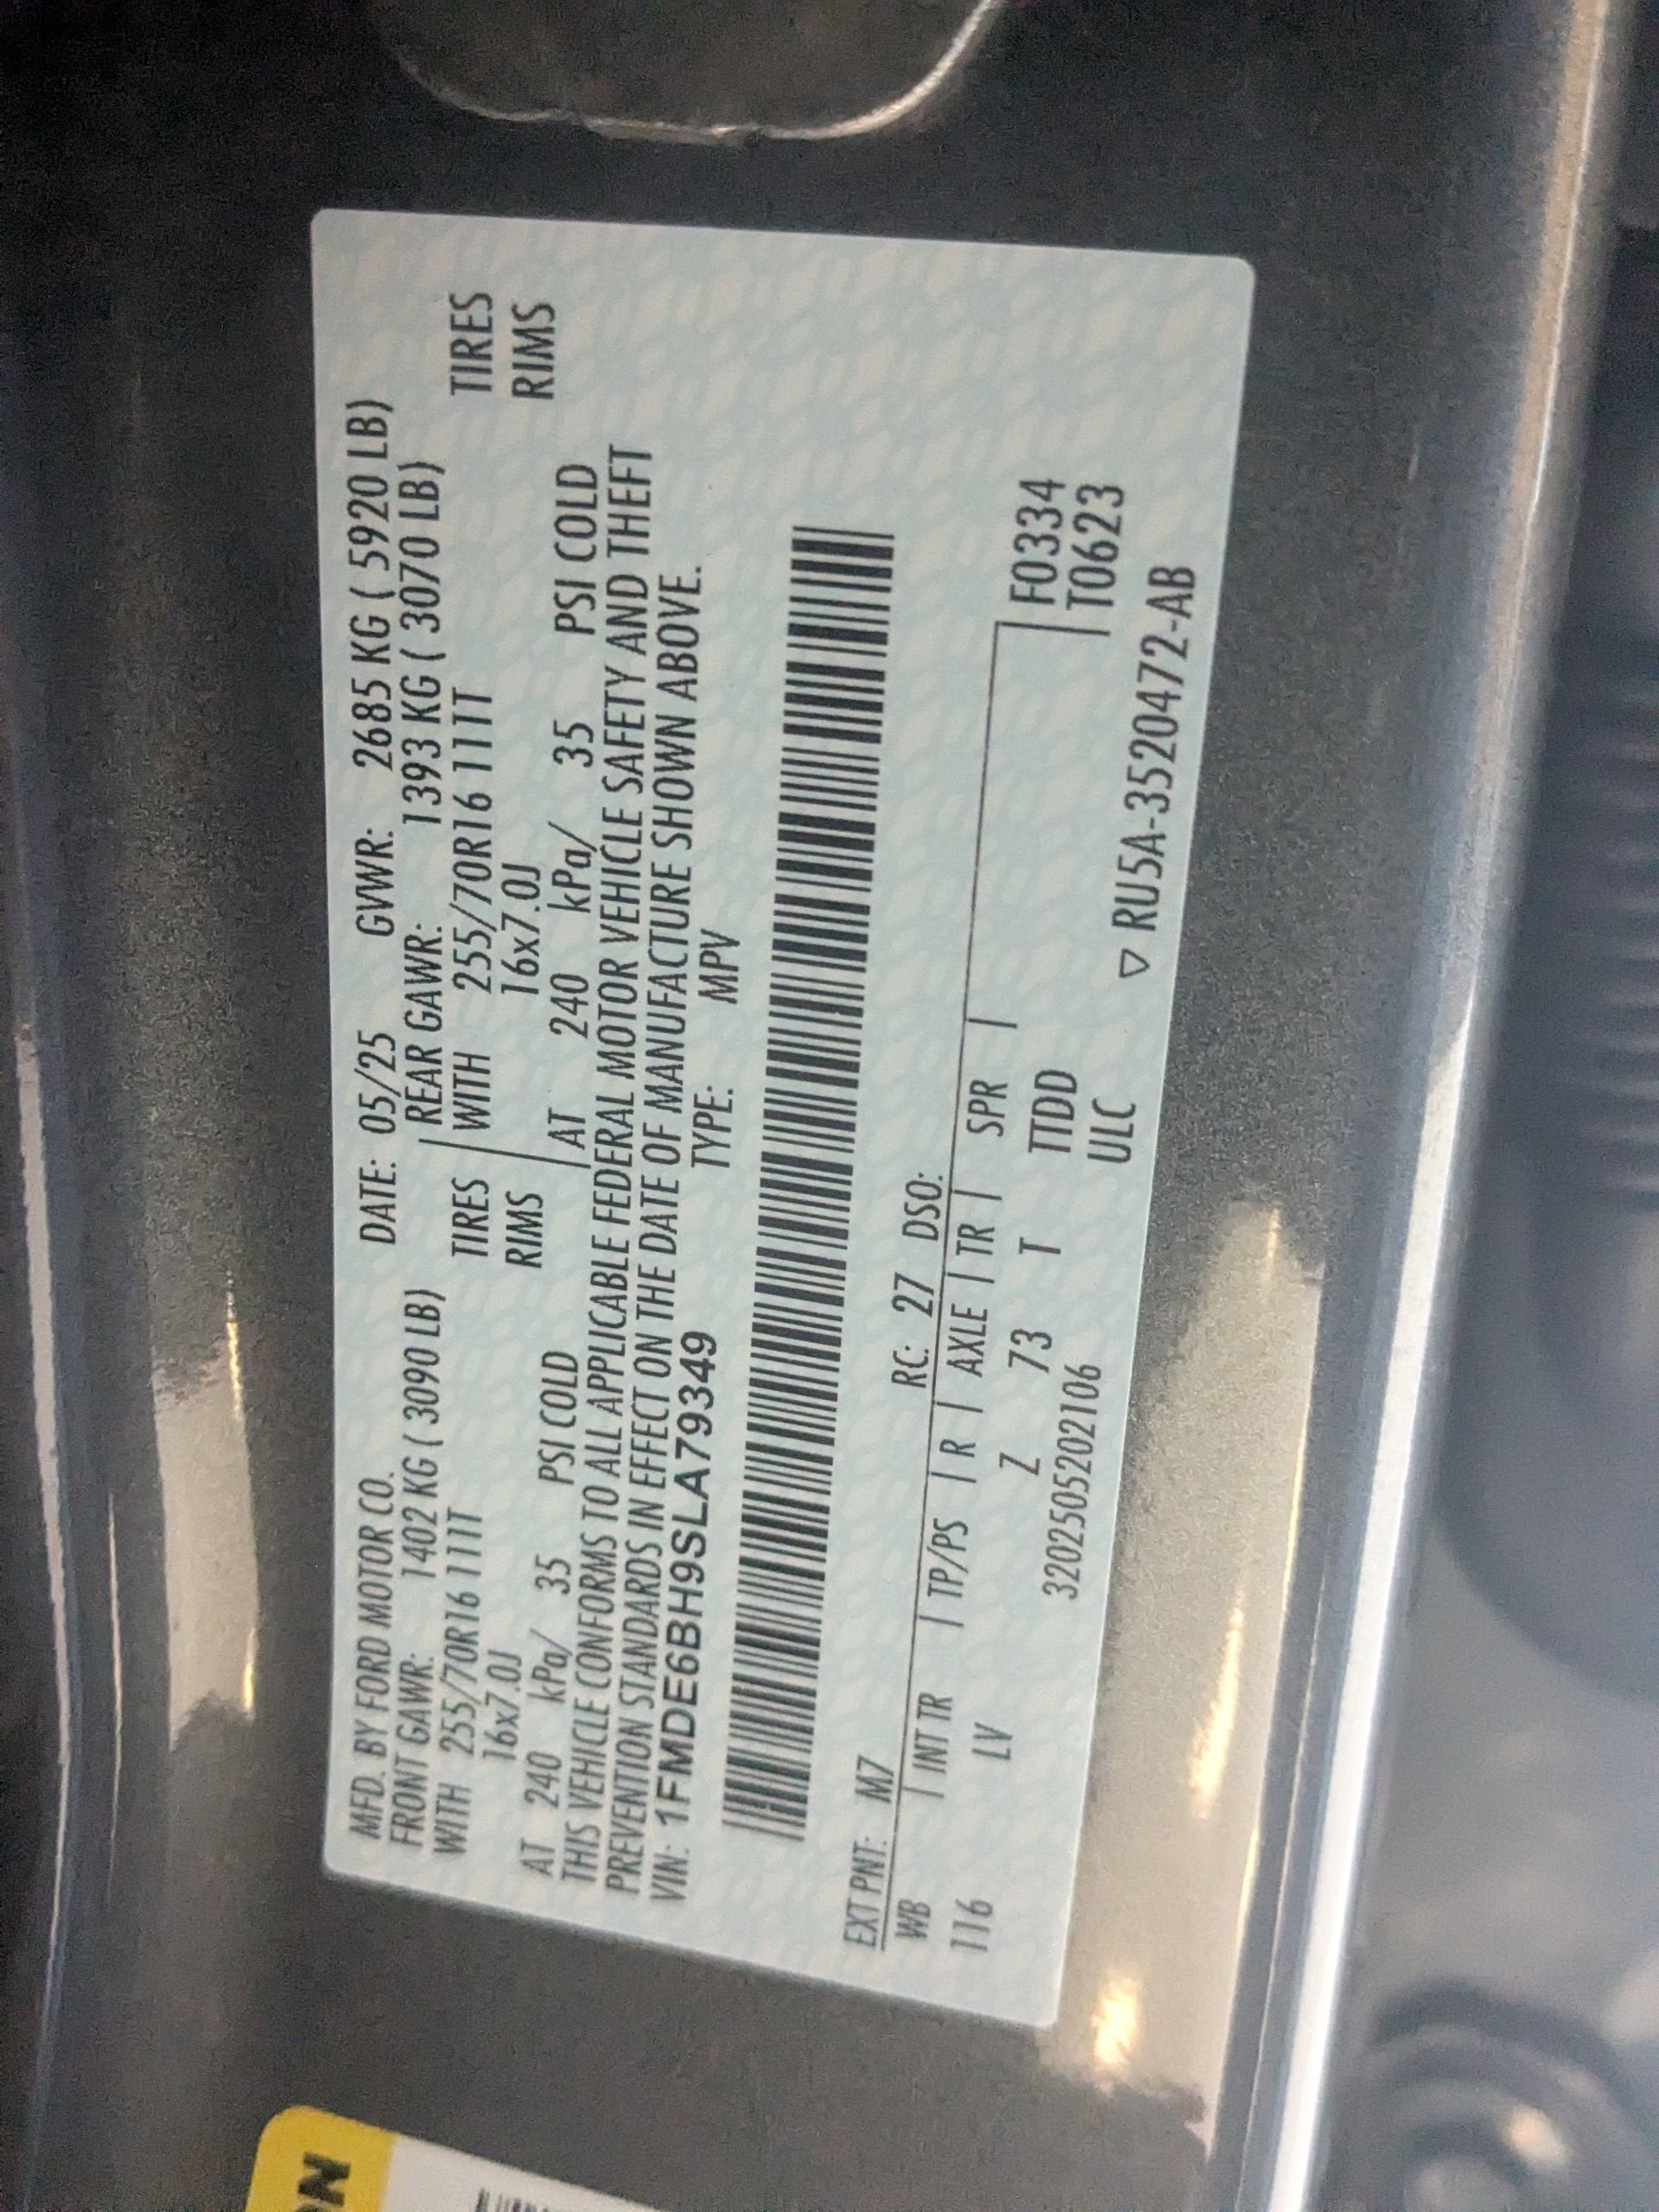 MFD. BY FORD MOTOR CO. DATE: 05/25 GVWR: 2685 KG ( 5920 LB)
FRONT GAWR: 1402 KG ( 3090 LB) REAR GAWR: 1393 KG ( 3070 LB)
WITH 255/70R16 111T TIRES WITH 255/70R16 111T TIRES
16x7.0J RIMS 16x7.0J RIMS
AT 240 kPa/ 35 PSI COLD AT 240 kPa/ 35 PSI COLD
THIS VEHICLE CONFORMS TO ALL APPLICABLE FEDERAL MOTOR VEHICLE SAFETY AND THEFT
PREVENTION STANDARDS IN EFFECT ON THE DATE OF MANUFACTURE SHOWN ABOVE.
VIN: 1FMDE6BH9SLA79349 TYPE: MPV
EXT PNT: M7 RC: 27 DSO:
WB | INT TR | TP/PS | R | AXLE | TR | SPR | F0334
116 LV Z 73 T TTDD T0623
3202505202106 ULC
▽ RU5A-3520472-AB
ON